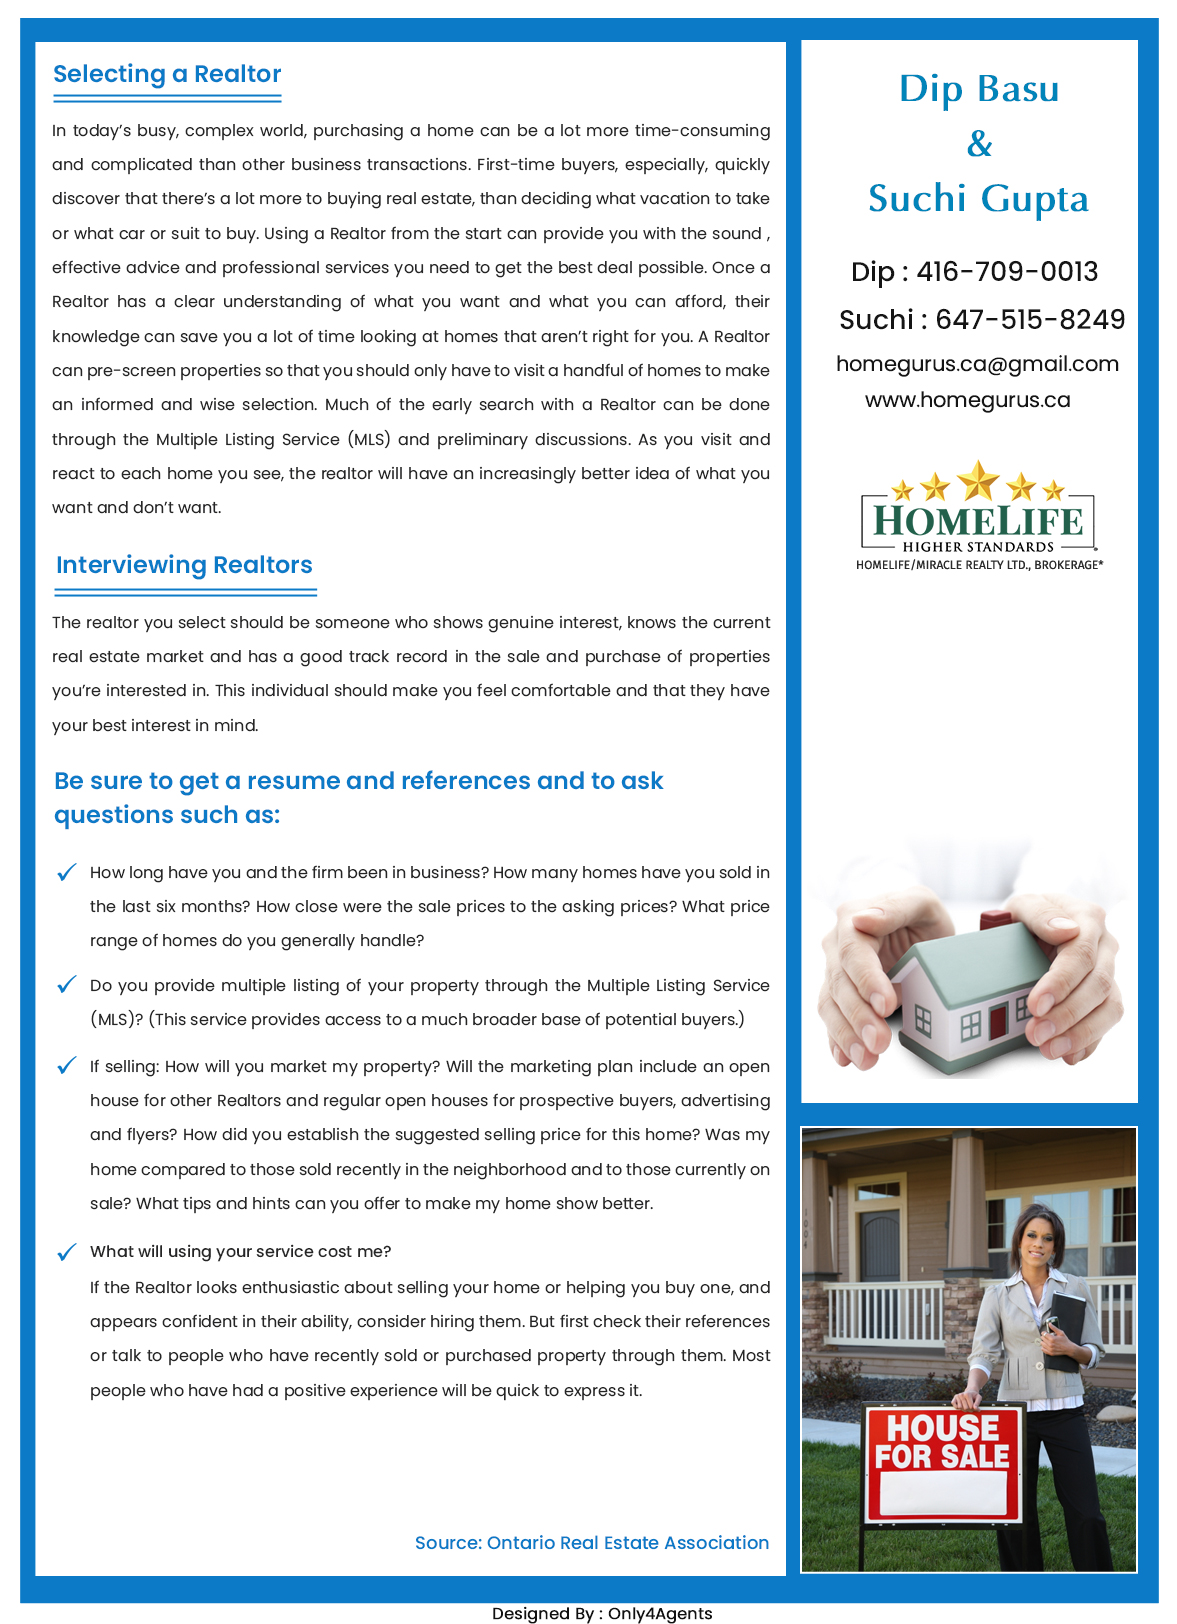 Selecting a Realtor
In today's busy, complex world, purchasing a home can be a lot more time-consuming
and complicated than other business transactions. First-time buyers, especially, quickly
discover that there's a lot more to buying real estate, than deciding what vacation to take
or what car or suit to buy. Using a Realtor from the start can provide you with the sound ,
effective advice and professional services you need to get the best deal possible. Once a
Realtor has a clear understanding of what you want and what you can afford, their
knowledge can save you a lot of time looking at homes that aren't right for you. A Realtor
can pre-screen properties so that you should only have to visit a handful of homes to make
an informed and wise selection. Much of the early search with a Realtor can be done
through the Multiple Listing Service (MLS) and preliminary discussions. As you visit and
react to each home you see, the realtor will have an increasingly better idea of what you
want and don't want.
Interviewing Realtors
The realtor you select should be someone who shows genuine interest, knows the current
real estate market and has a good track record in the sale and purchase of properties
you're interested in. This individual should make you feel comfortable and that they have
your best interest in mind.
Be sure to get a resume and references and to ask
questions such as:
✓ How long have you and the firm been in business? How many homes have you sold in
the last six months? How close were the sale prices to the asking prices? What price
range of homes do you generally handle?
✓ Do you provide multiple listing of your property through the Multiple Listing Service
(MLS)? (This service provides access to a much broader base of potential buyers.)
✓ If selling: How will you market my property? Will the marketing plan include an open
house for other Realtors and regular open houses for prospective buyers, advertising
and flyers? How did you establish the suggested selling price for this home? Was my
home compared to those sold recently in the neighborhood and to those currently on
sale? What tips and hints can you offer to make my home show better.
✓ What will using your service cost me?
If the Realtor looks enthusiastic about selling your home or helping you buy one, and
appears confident in their ability, consider hiring them. But first check their references
or talk to people who have recently sold or purchased property through them. Most
people who have had a positive experience will be quick to express it.
Source: Ontario Real Estate Association
Dip Basu
&
Suchi Gupta
Dip : 416-709-0013
Suchi : 647-515-8249
homegurus.ca@gmail.com
www.homegurus.ca
HOMELIFE
HIGHER STANDARDS
HOMELIFE/MIRACLE REALTY LTD., BROKERAGE*
1004
HOUSE
FOR SALE
Designed By : Only4Agents